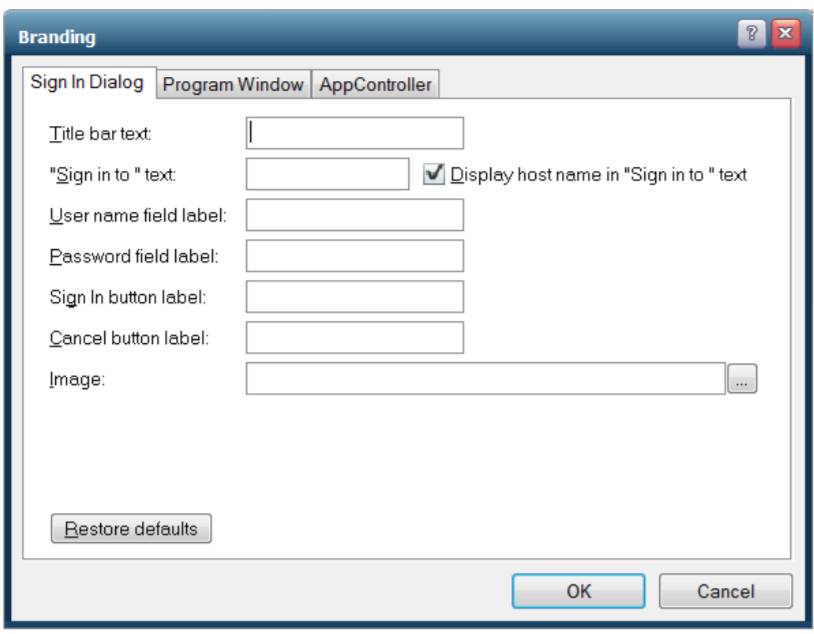 Branding
?
Sign In Dialog Program Window AppController
Title bar text:
"Sign in to " text: Display host name in "Sign in to " text
User name field label:
Password field label:
Sign In button label:
Cancel button label:
Image: ...
Restore defaults
OK Cancel